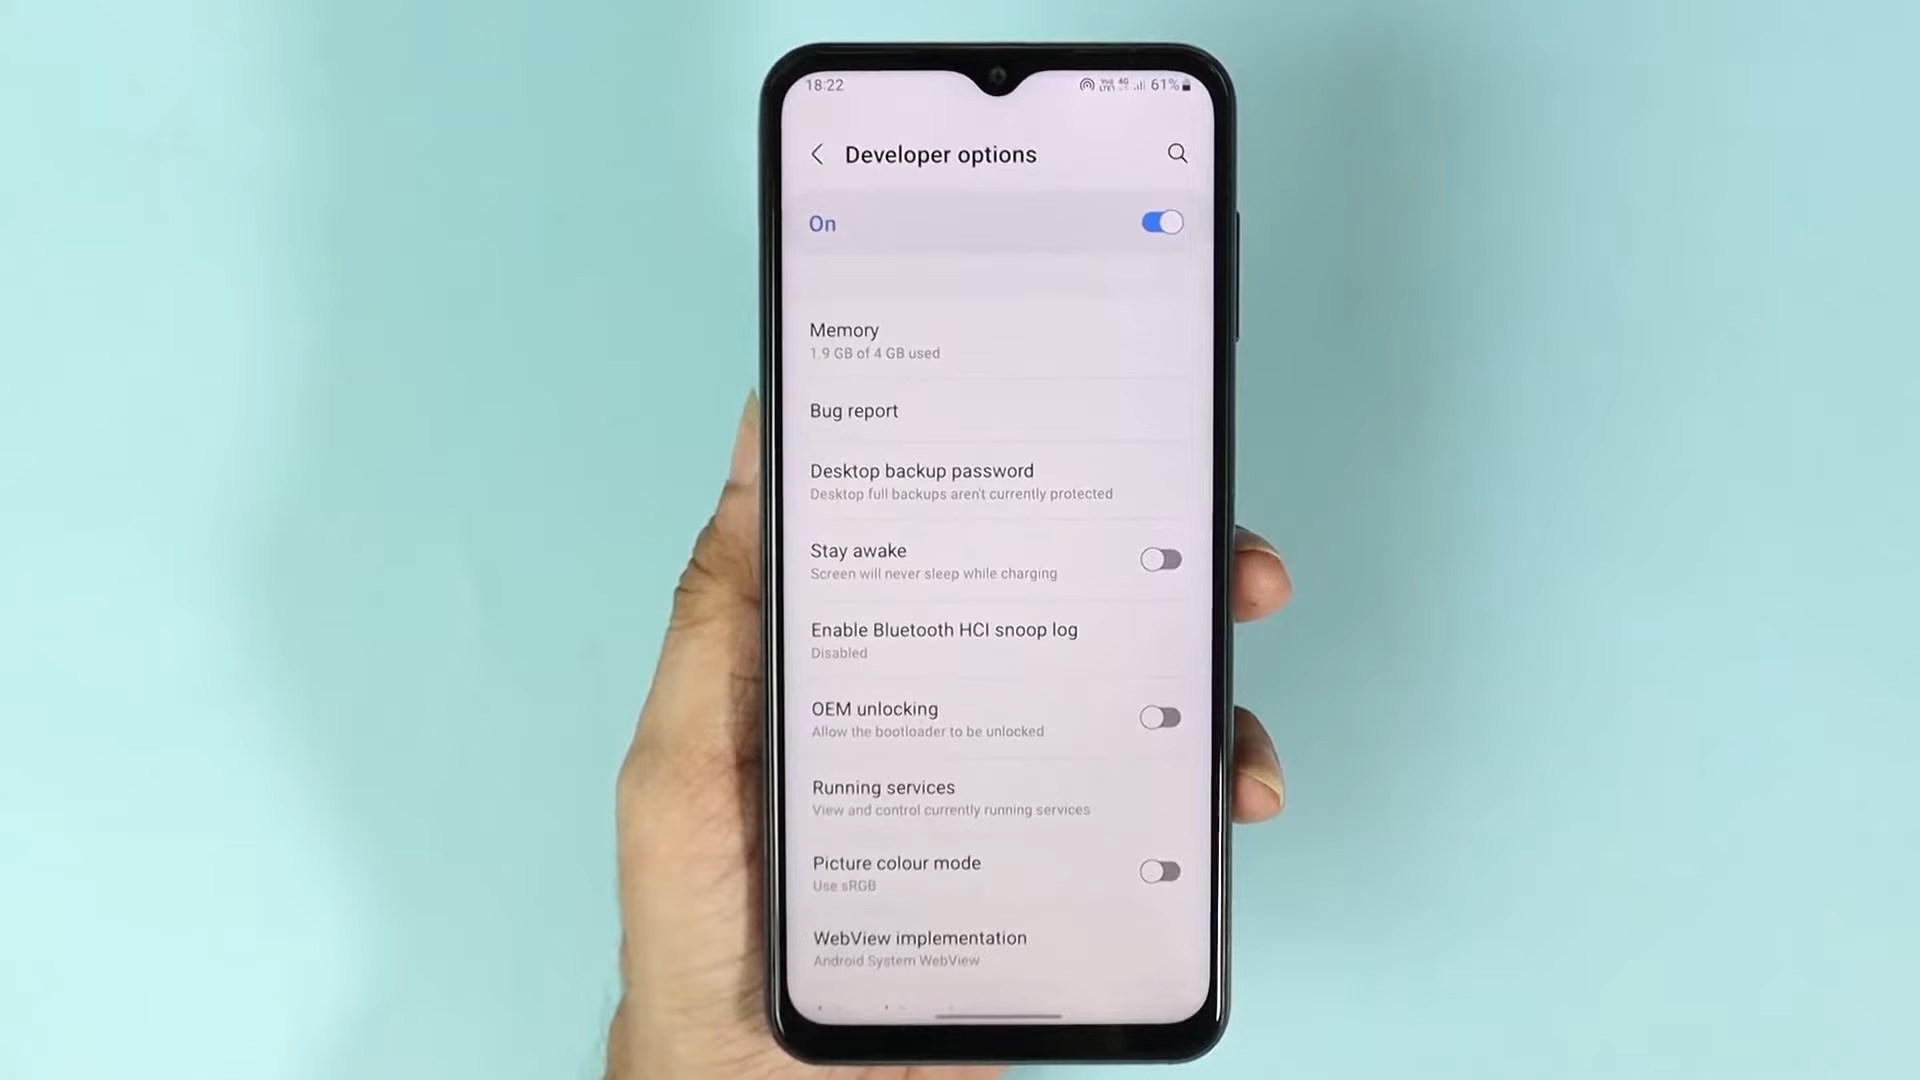 18:22
61%
Developer options
On
Memory
1.9 GB of 4 GB used
Bug report
Desktop backup password
Desktop full backups aren't currently protected
Stay awake
Screen will never sleep while charging
Enable Bluetooth HCI snoop log
Disabled
OEM unlocking
Allow the bootloader to be unlocked
Running services
View and control currently running services
Picture colour mode
Use sRGB
WebView implementation
Android System WebView